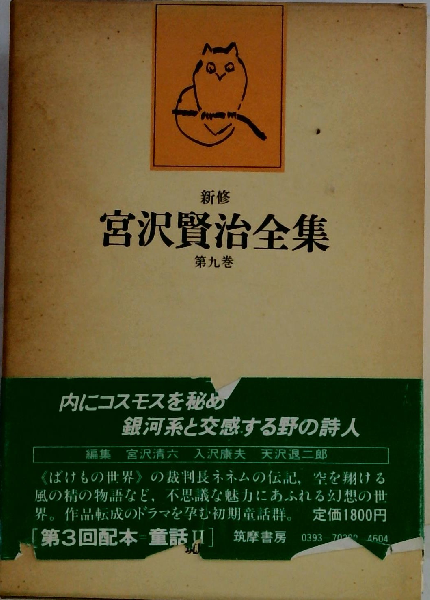 新修
宮沢賢治全集
第九巻
内にコスモスを秘め
銀河系と交感する野の詩人
編集 宮沢清六 入沢康夫 天沢退二郎
《ばけもの世界》の裁判長ネネムの伝記、空を翔ける
風の精の物語など、不思議な魅力にあふれる幻想の世
界。作品転成のドラマを孕む初期童話群。 定価1800円
[第3回配本=童話II] 筑摩書房 0393- 4604